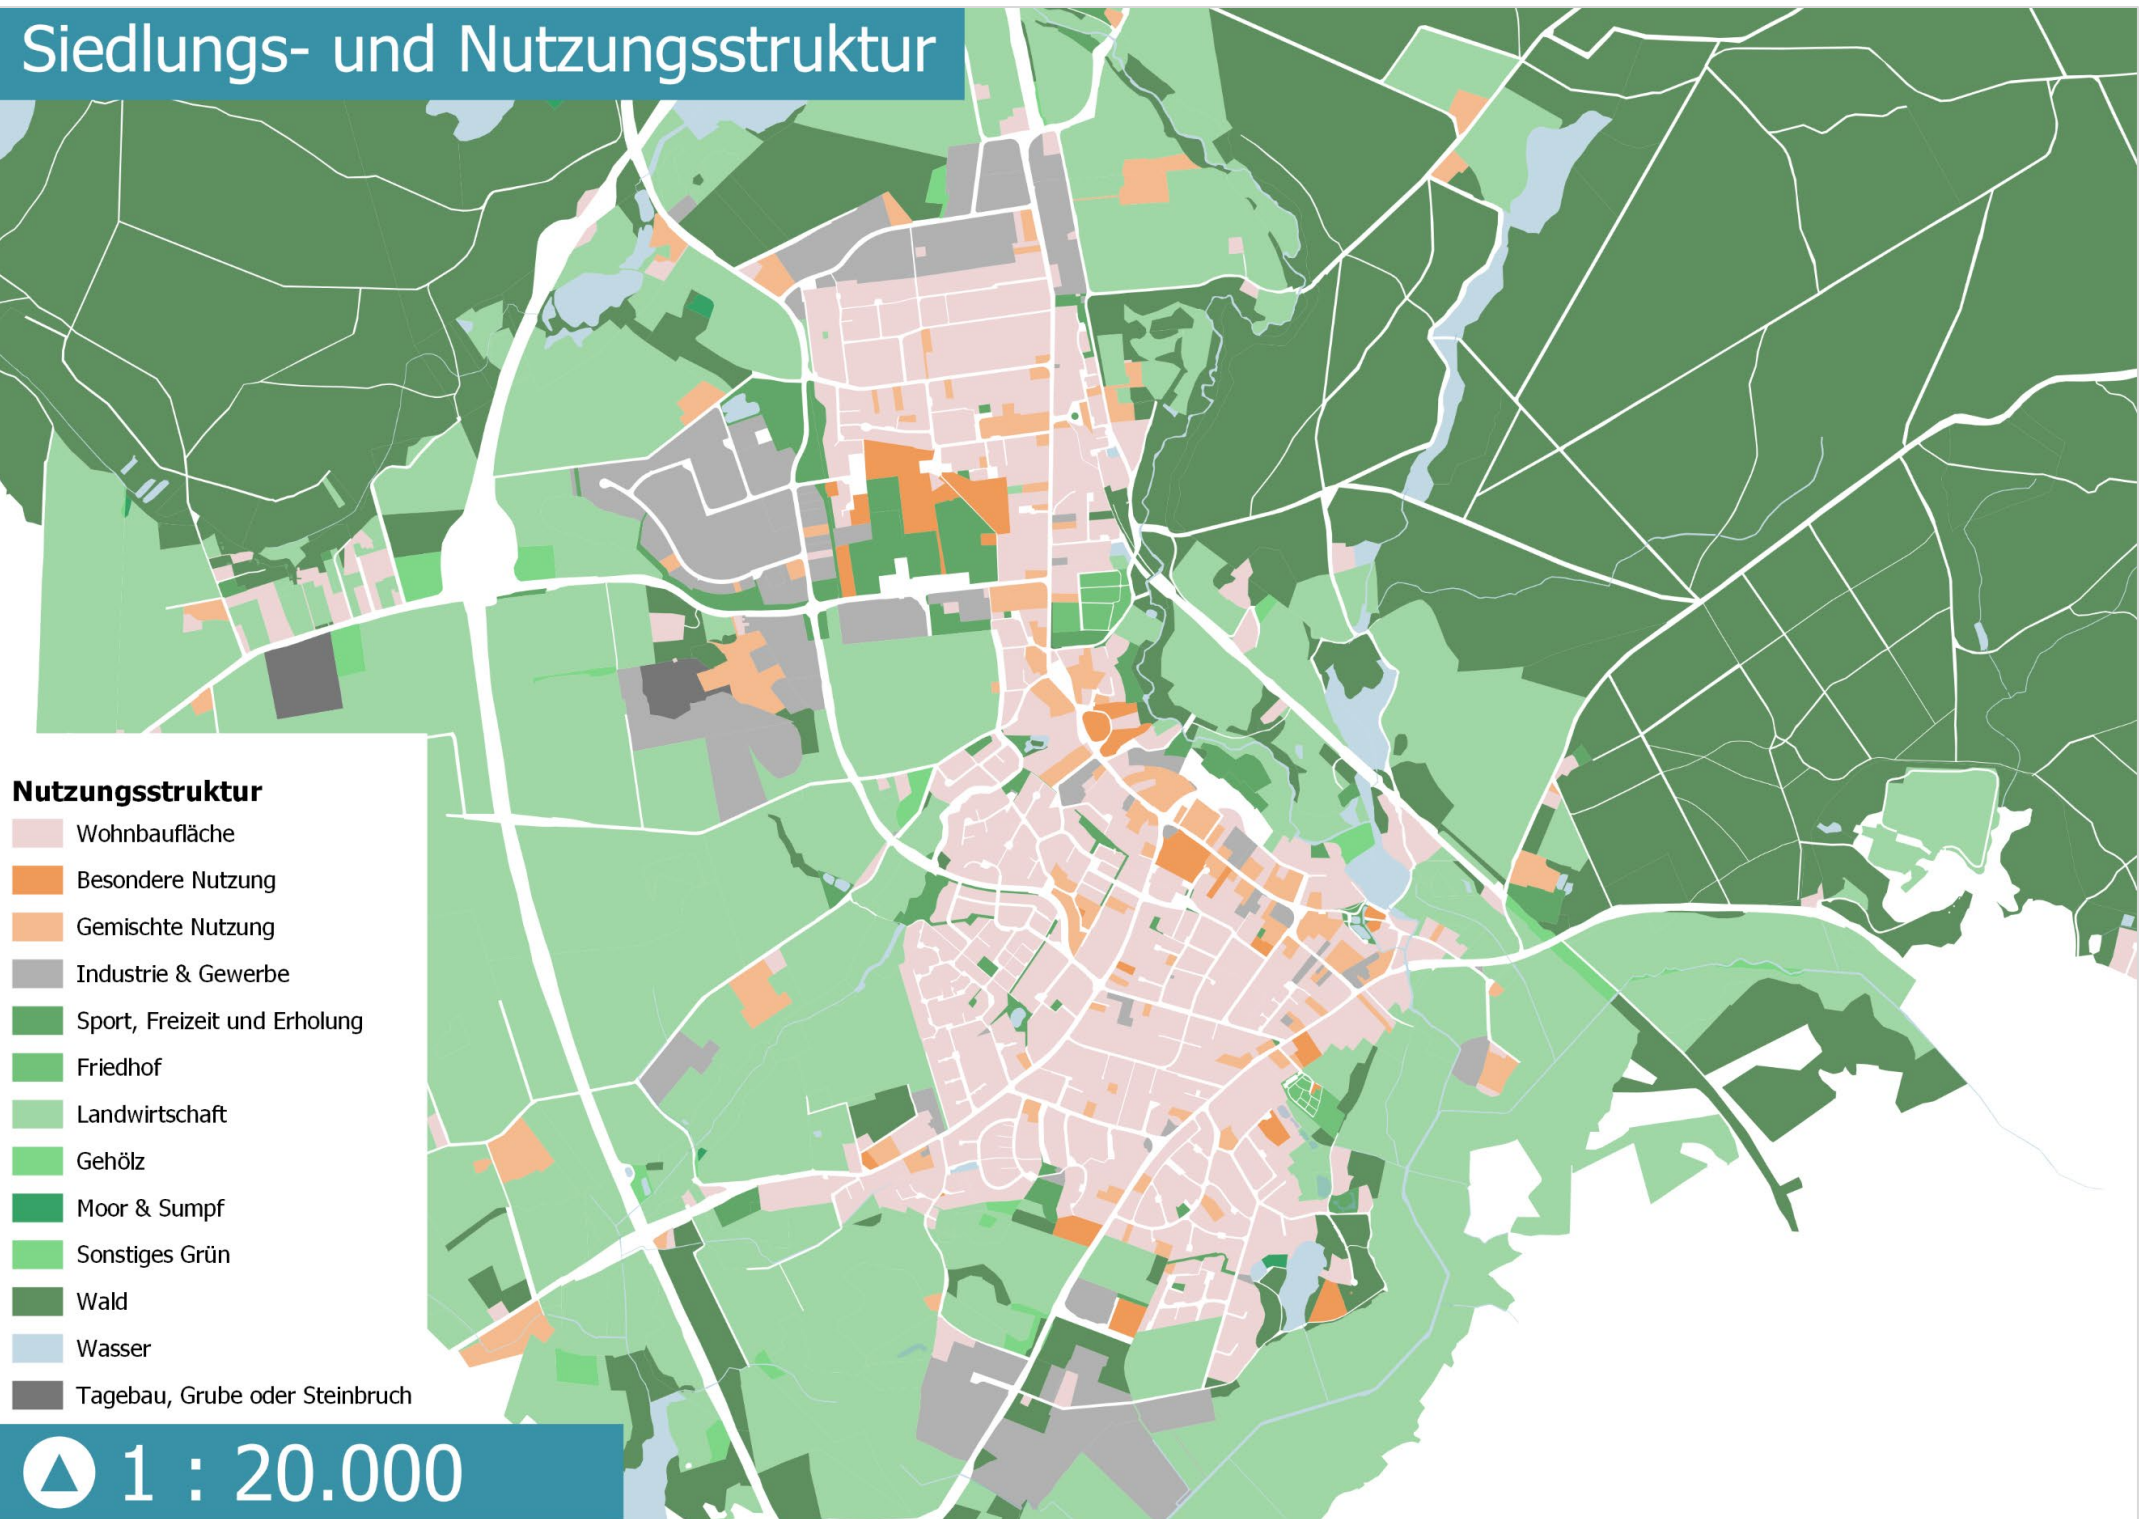 Siedlungs- und Nutzungsstruktur
Nutzungsstruktur
Wohnbaufläche
Besondere Nutzung
Gemischte Nutzung
Industrie & Gewerbe
Sport, Freizeit und Erholung
Friedhof
Landwirtschaft
Gehölz
Moor & Sumpf
Sonstiges Grün
Wald
Wasser
Tagebau, Grube oder Steinbruch
1 : 20.000